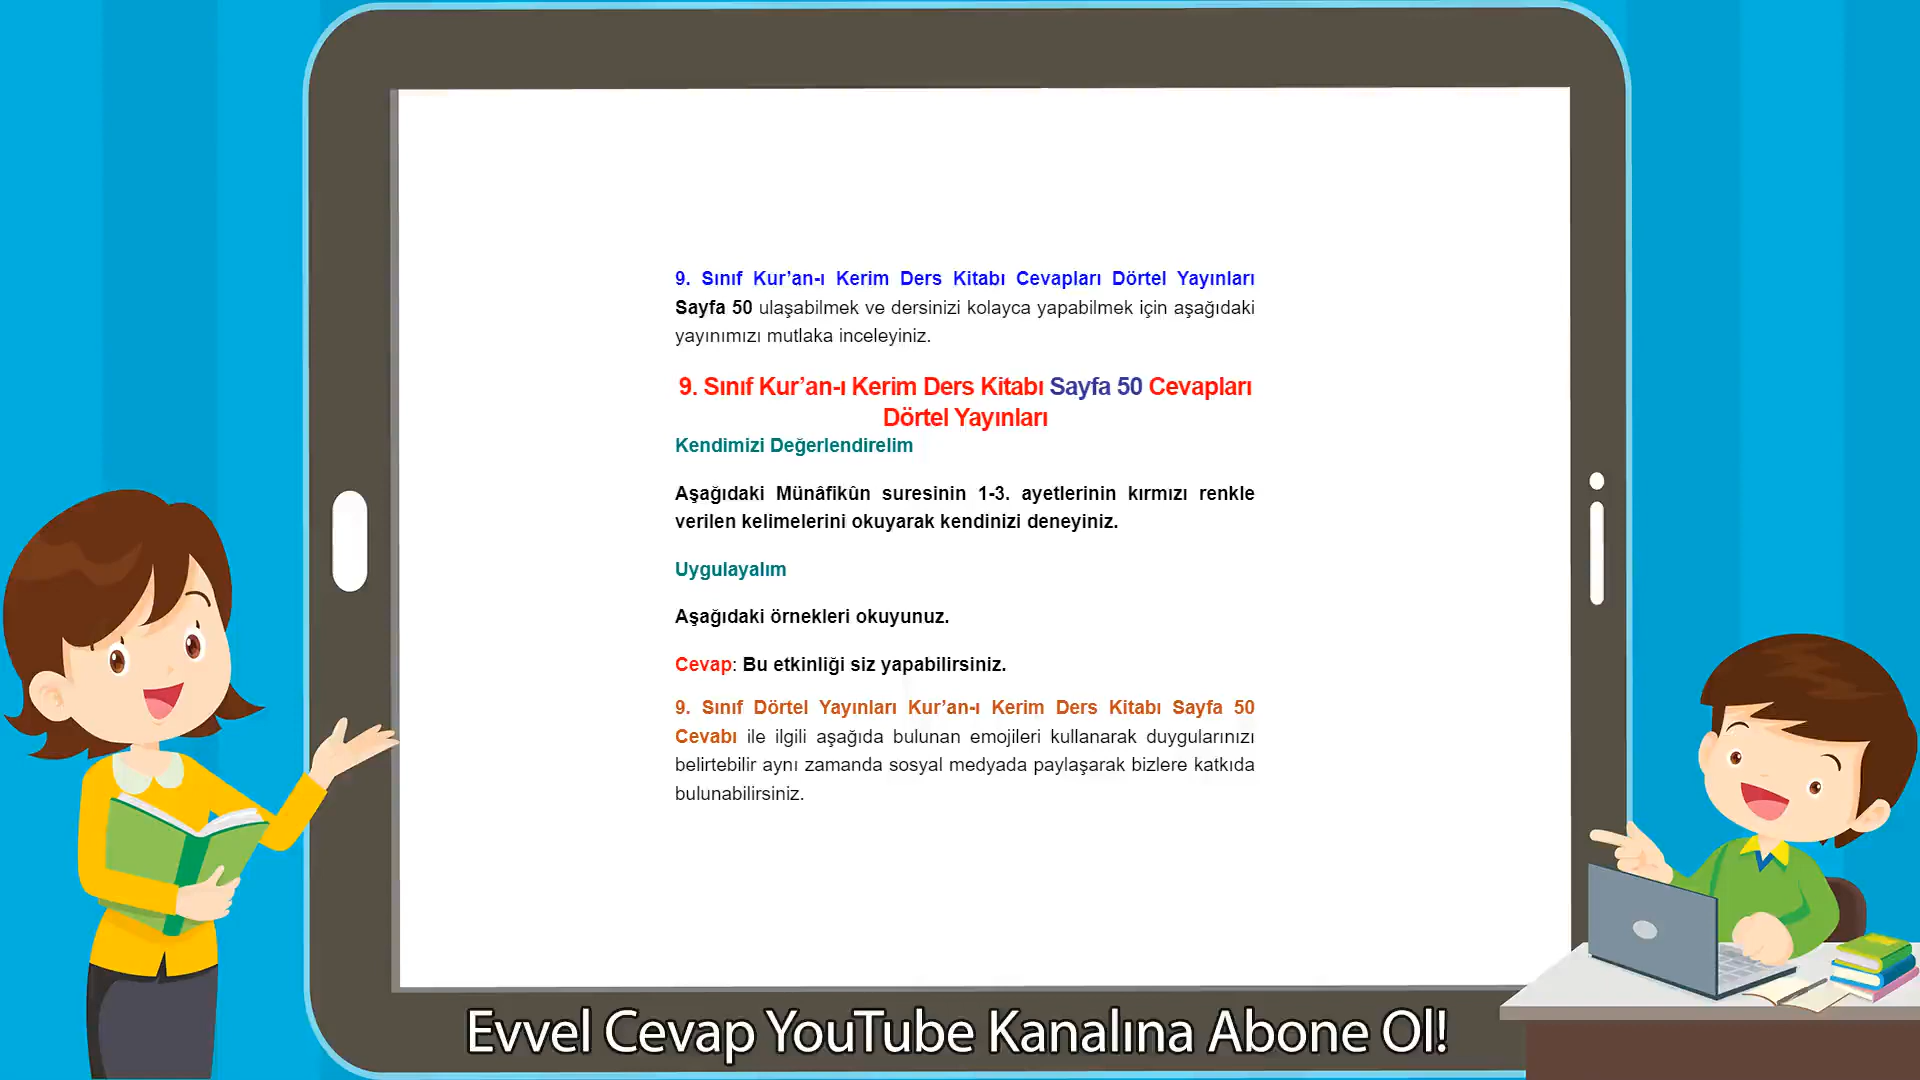 9. Sınıf Kur’an-ı Kerim Ders Kitabı Cevapları Dörtel Yayınları
Sayfa 50 ulaşabilmek ve dersinizi kolayca yapabilmek için aşağıdaki
yayınımızı mutlaka inceleyiniz.
9. Sınıf Kur’an-ı Kerim Ders Kitabı Sayfa 50 Cevapları
Dörtel Yayınları
Kendimizi Değerlendirelim
Aşağıdaki Münâfikûn suresinin 1-3. ayetlerinin kırmızı renkle
verilen kelimelerini okuyarak kendinizi deneyiniz.
Uygulayalım
Aşağıdaki örnekleri okuyunuz.
Cevap: Bu etkinliği siz yapabilirsiniz.
9. Sınıf Dörtel Yayınları Kur’an-ı Kerim Ders Kitabı Sayfa 50
Cevabı ile ilgili aşağıda bulunan emojileri kullanarak duygularınızı
belirtebilir aynı zamanda sosyal medyada paylaşarak bizlere katkıda
bulunabilirsiniz.
Evvel Cevap YouTube Kanalına Abone Ol!